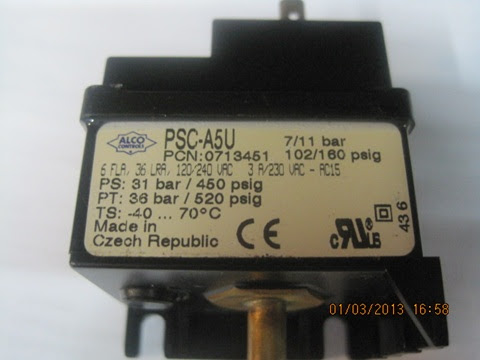 ALCO
CONTROLS
PSC-A5U 7/11 bar
PCN:0713451 102/160 psig
6 FLA, 36 LRA, 120/240 VAC 3 A/230 VAC - AC15
PS: 31 bar / 450 psig
PT: 36 bar / 520 psig
TS: -40 ... 70°C
Made in
Czech Republic
CE
c RU US
436
01/03/2013 16:58